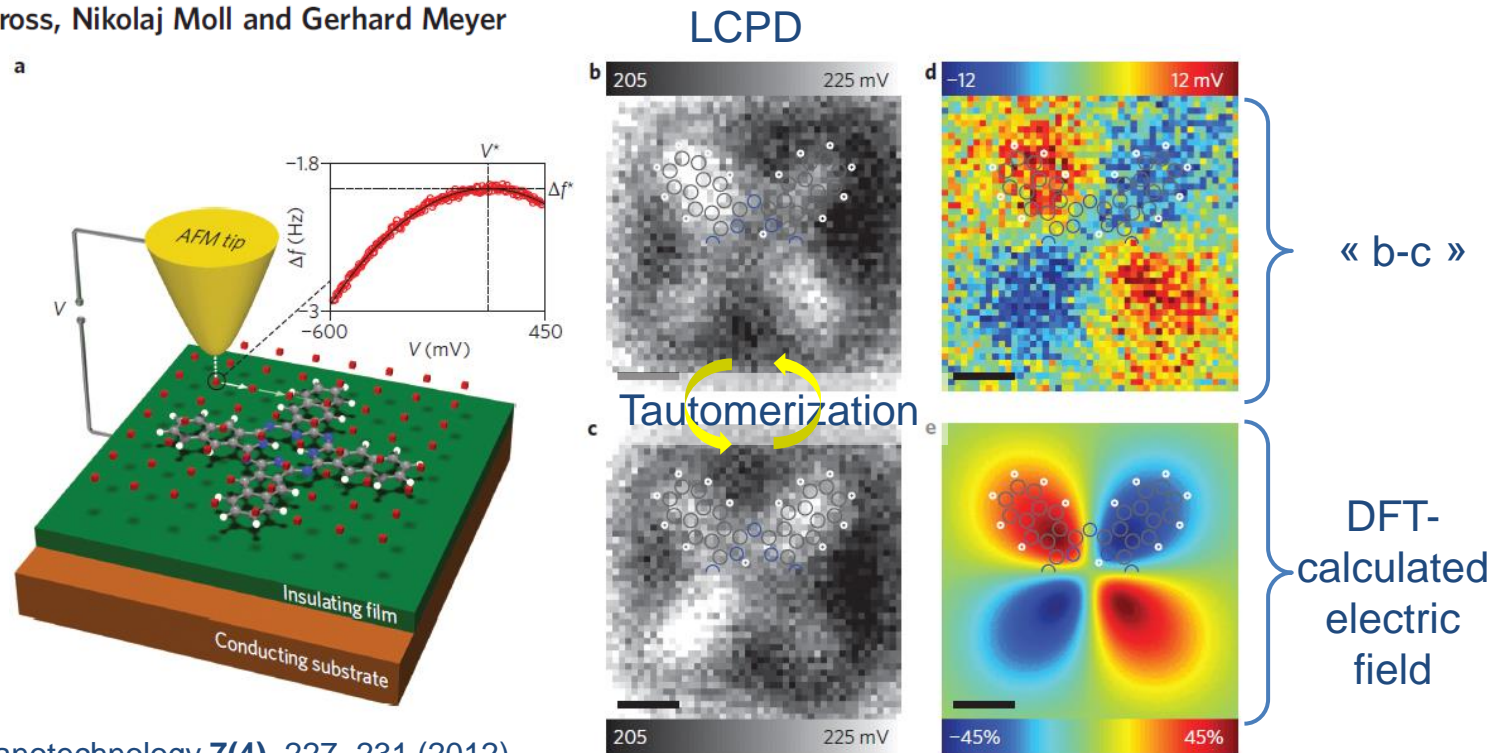 ross, Nikolaj Moll and Gerhard Meyer
LCPD
a
V*
−1.8
Δf*
Δf (Hz)
−3
−600
450
V (mV)
AFM tip
V
Insulating film
Conducting substrate
b
205
225 mV
d
−12
12 mV
« b-c »
Tautomerization
c
205
225 mV
e
−45%
45%
DFT-
calculated
electric
field
anotechnology 7(4), 227–231 (2012)